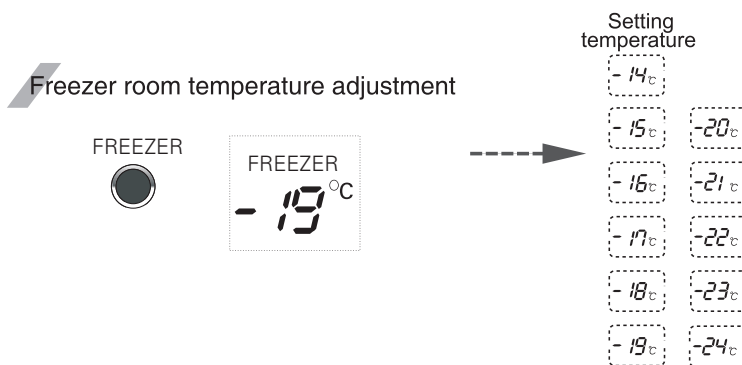 Setting
temperature
Freezer room temperature adjustment
FREEZER
FREEZER
- 19 °C
- 14 ℃
- 15 ℃
- 16 ℃
- 17 ℃
- 18 ℃
- 19 ℃
-20 ℃
-21 ℃
-22 ℃
-23 ℃
-24 ℃